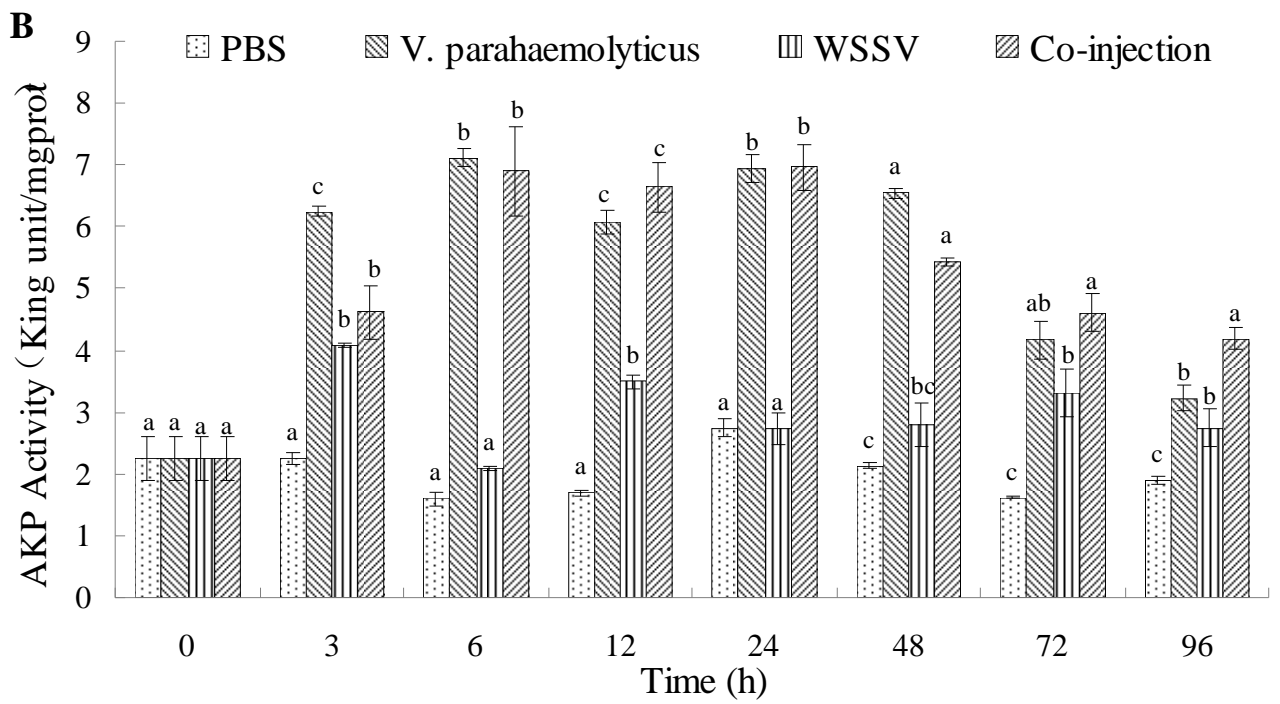 B
PBS V. parahaemolyticus WSSV Co-injection
AKP Activity（King unit/mgprot）
9
8
7
6
5
4
3
2
1
0
a a a a
a c b b
a b a b
a c b c
a b a b
c a bc a
c ab b a
c b b a
0 3 6 12 24 48 72 96
Time (h)